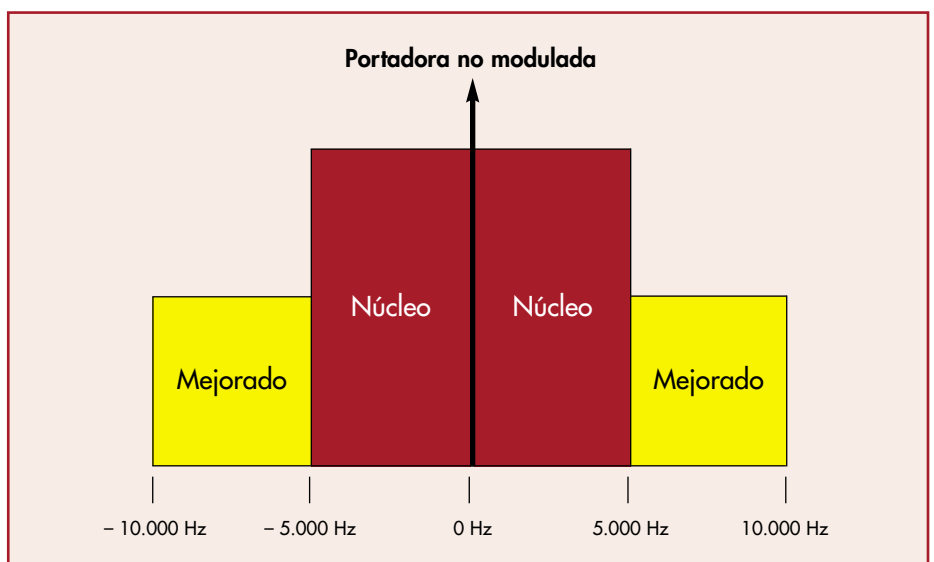 Portadora no modulada
Núcleo Núcleo
Mejorado Mejorado
– 10.000 Hz – 5.000 Hz 0 Hz 5.000 Hz 10.000 Hz